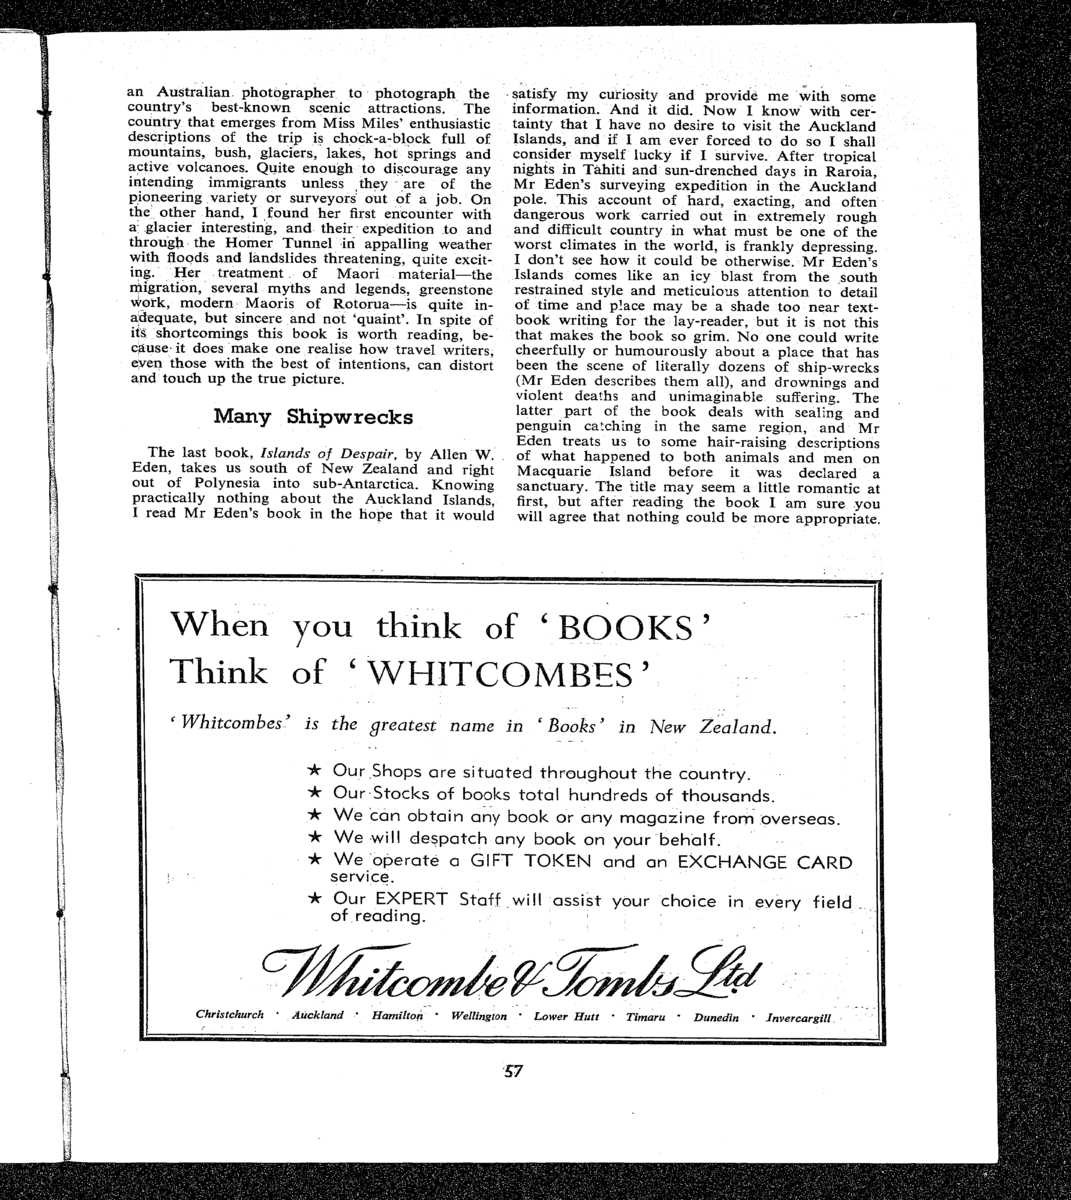 an Australian photographer to photograph the
country's best-known scenic attractions. The
country that emerges from Miss Miles' enthusiastic
descriptions of the trip is chock-a-block full of
mountains, bush, glaciers, lakes, hot springs and
active volcanoes. Quite enough to discourage any
intending immigrants unless they are of the
pioneering variety or surveyors out of a job. On
the other hand, I found her first encounter with
a glacier interesting, and their expedition to and
through the Homer Tunnel in appalling weather
with floods and landslides threatening, quite excit-
ing. Her treatment of Maori material—the
migration, several myths and legends, greenstone
work, modern Maoris of Rotorua—is quite in-
adequate, but sincere and not 'quaint'. In spite of
its shortcomings this book is worth reading, be-
cause it does make one realise how travel writers,
even those with the best of intentions, can distort
and touch up the true picture.
Many Shipwrecks
The last book, Islands of Despair, by Allen W.
Eden, takes us south of New Zealand and right
out of Polynesia into sub-Antarctica. Knowing
practically nothing about the Auckland Islands,
I read Mr Eden's book in the hope that it would
satisfy my curiosity and provide me with some
information. And it did. Now I know with cer-
tainty that I have no desire to visit the Auckland
Islands, and if I am ever forced to do so I shall
consider myself lucky if I survive. After tropical
nights in Tahiti and sun-drenched days in Raroia,
Mr Eden's surveying expedition in the Auckland
pole. This account of hard, exacting, and often
dangerous work carried out in extremely rough
and difficult country in what must be one of the
worst climates in the world, is frankly depressing.
I don't see how it could be otherwise. Mr Eden's
Islands comes like an icy blast from the south
restrained style and meticulous attention to detail
of time and place may be a shade too near text-
book writing for the lay-reader, but it is not this
that makes the book so grim. No one could write
cheerfully or humourously about a place that has
been the scene of literally dozens of ship-wrecks
(Mr Eden describes them all), and drownings and
violent deaths and unimaginable suffering. The
latter part of the book deals with sealing and
penguin catching in the same region, and Mr
Eden treats us to some hair-raising descriptions
of what happened to both animals and men on
Macquarie Island before it was declared a
sanctuary. The title may seem a little romantic at
first, but after reading the book I am sure you
will agree that nothing could be more appropriate.
When you think of 'BOOKS'
Think of 'WHITCOMBES'
'Whitcombes' is the greatest name in 'Books' in New Zealand.
★ Our Shops are situated throughout the country.
★ Our Stocks of books total hundreds of thousands.
★ We can obtain any book or any magazine from overseas.
★ We will despatch any book on your behalf.
★ We operate a GIFT TOKEN and an EXCHANGE CARD
service.
★ Our EXPERT Staff will assist your choice in every field
of reading.
Whitcombe & Tombs Ltd
Christchurch · Auckland · Hamilton · Wellington · Lower Hutt · Timaru · Dunedin · Invercargill
57